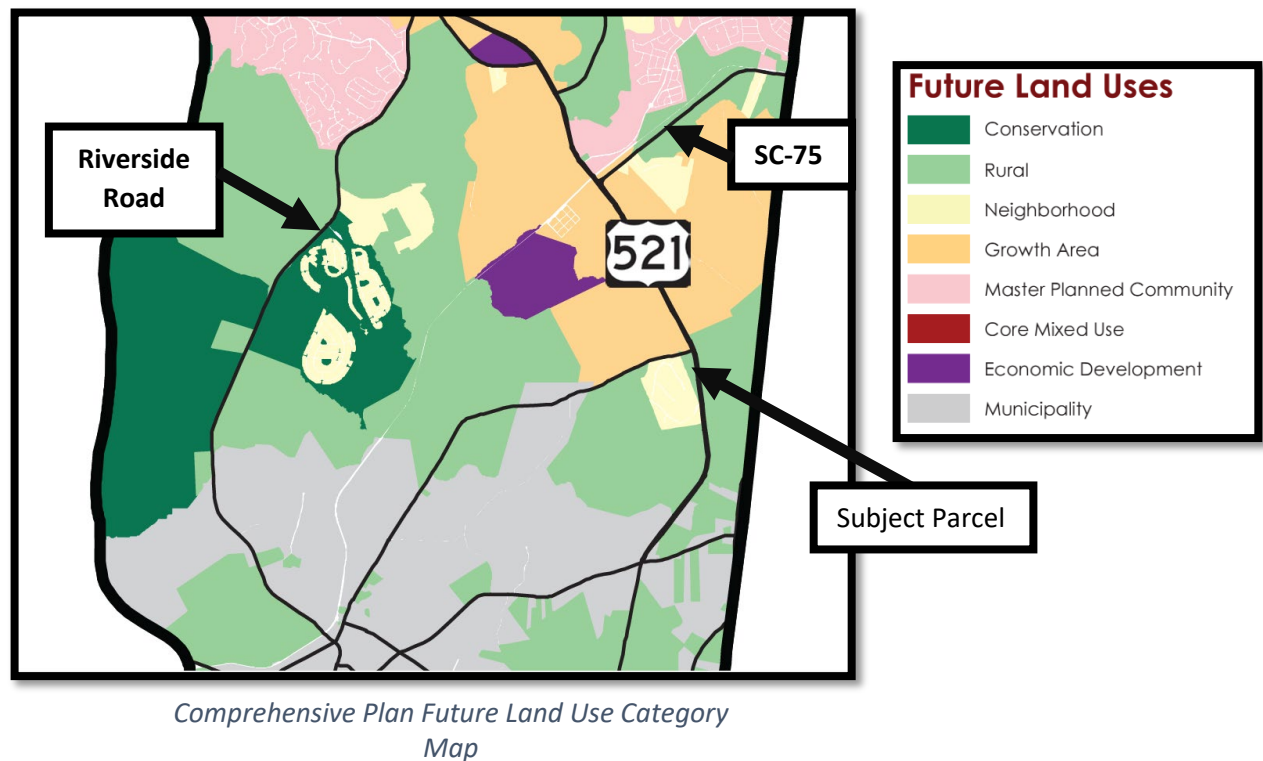 Riverside
Road
SC-75
521
Subject Parcel
Future Land Uses
Conservation
Rural
Neighborhood
Growth Area
Master Planned Community
Core Mixed Use
Economic Development
Municipality
Comprehensive Plan Future Land Use Category
Map